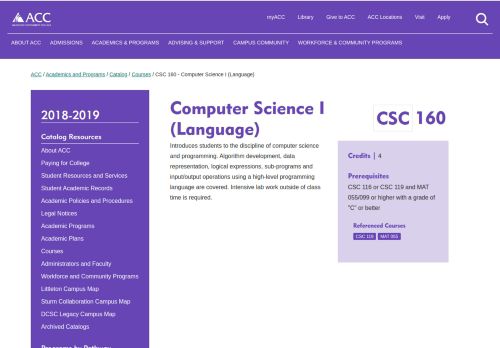 myACC Library Give to ACC ACC Locations Visit Apply
ACC
ABOUT ACC ADMISSIONS ACADEMICS & PROGRAMS ADVISING & SUPPORT CAMPUS COMMUNITY WORKFORCE & COMMUNITY PROGRAMS
ACC / Academics and Programs / Catalog / Courses / CSC 160 - Computer Science I (Language)
2018-2019
Catalog Resources
About ACC
Paying for College
Student Resources and Services
Student Academic Records
Academic Policies and Procedures
Legal Notices
Academic Programs
Academic Plans
Courses
Administrators and Faculty
Workforce and Community Programs
Littleton Campus Map
Sturm Collaboration Campus Map
DCSC Legacy Campus Map
Archived Catalogs
Programs by Pathway
Computer Science I
(Language)
Introduces students to the discipline of computer science
and programming. Algorithm development, data
representation, logical expressions, sub-programs and
input/output operations using a high-level programming
language are covered. Intensive lab work outside of class
time is required.
CSC 160
Credits | 4
Prerequisites
CSC 116 or CSC 119 and MAT
055/099 or higher with a grade of
"C" or better
Referenced Courses
CSC 119 MAT 055